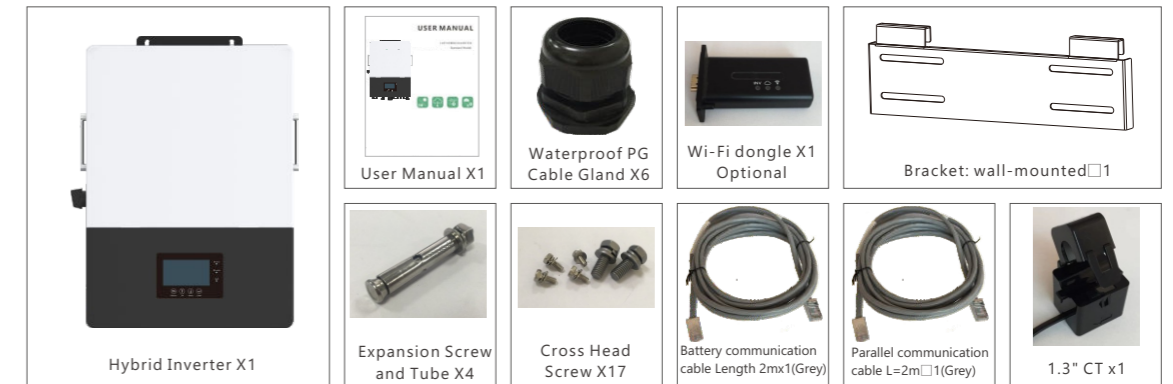 USER MANUAL
User Manual X1
Waterproof PG
Cable Gland X6
Wi-Fi dongle X1
Optional
Bracket: wall-mounted□1
Hybrid Inverter X1
Expansion Screw
and Tube X4
Cross Head
Screw X17
Battery communication
cable Length 2mx1(Grey)
Parallel communication
cable L=2m□1(Grey)
1.3" CT x1